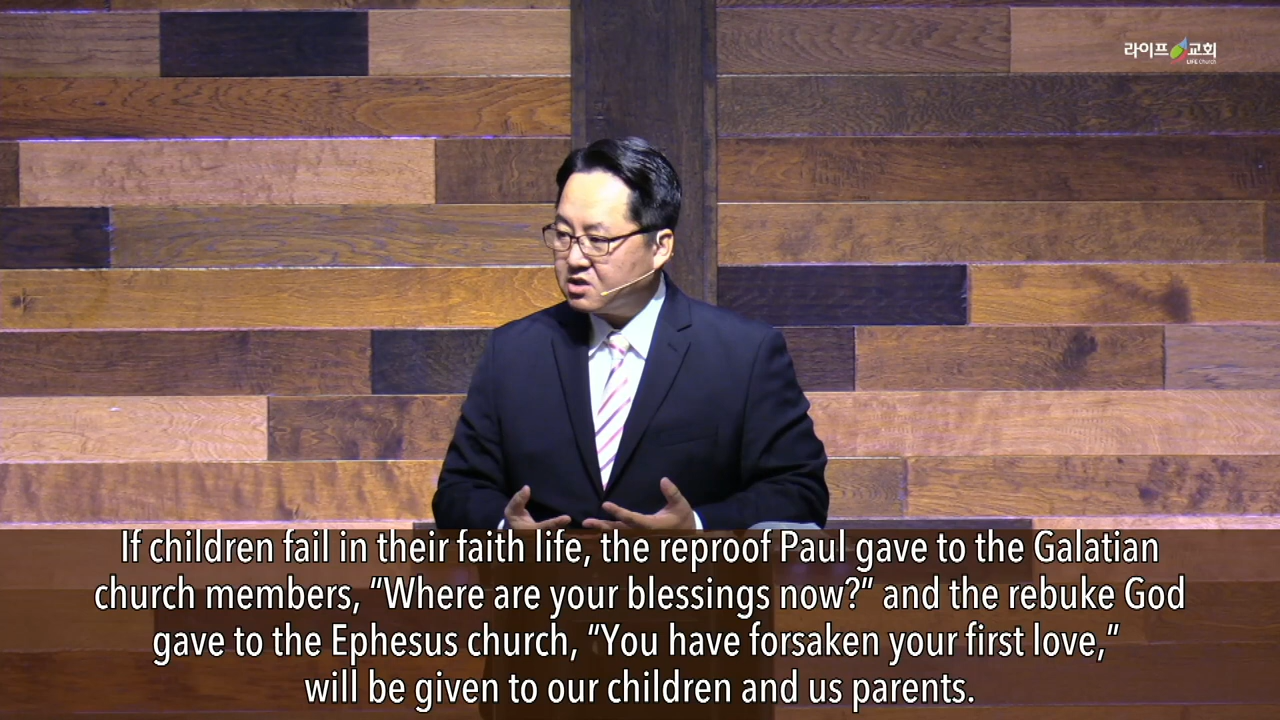 라이프교회
LIFE Church
If children fail in their faith life, the reproof Paul gave to the Galatian
church members, “Where are your blessings now?” and the rebuke God
gave to the Ephesus church, “You have forsaken your first love,”
will be given to our children and us parents.